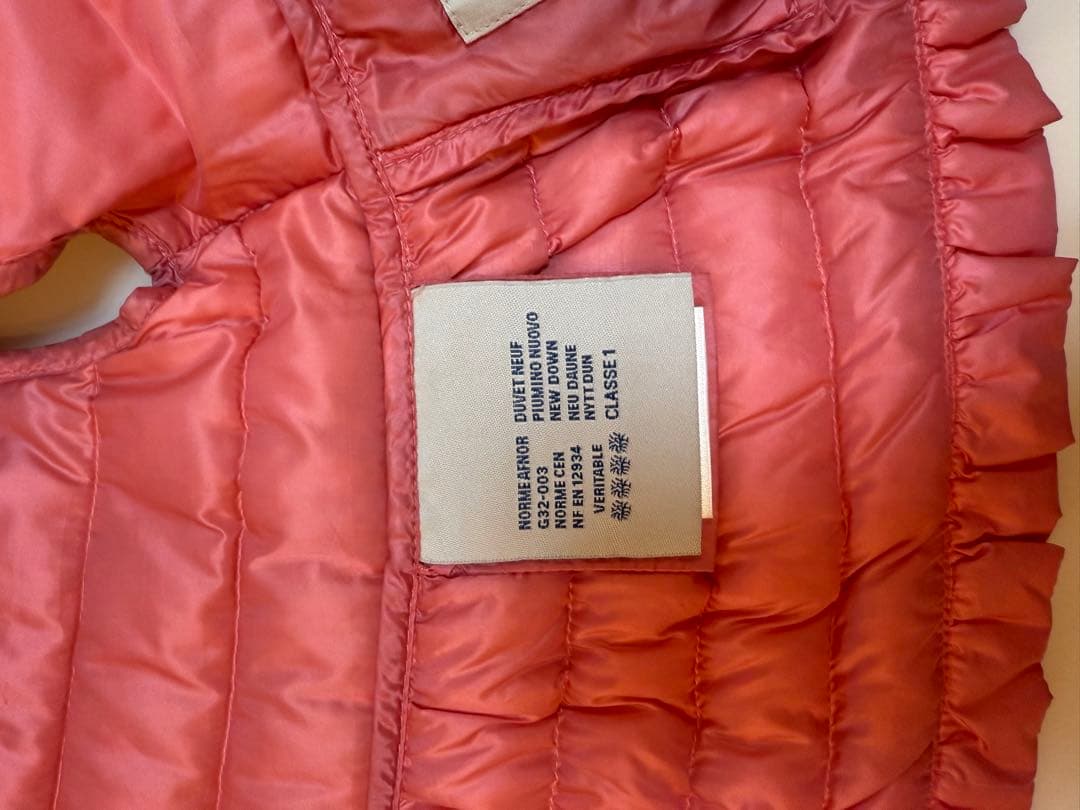 NORME AFNOR DUVET NEUF
G32-003 PIUMINO NUOVO
NORME CEN NEW DOWN
NF EN 12934 NEU DAUNE
VERITABLE NYTT DUN
CLASSE 1